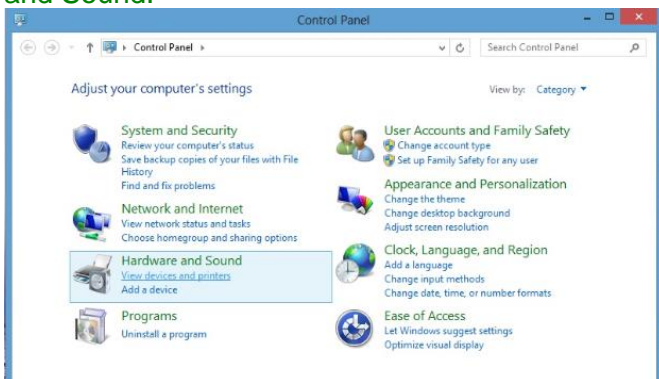 and Sound.
Control Panel
Control Panel
Search Control Panel
Adjust your computer's settings
View by: Category
System and Security
Review your computer's status
Save backup copies of your files with File
History
Find and fix problems
Network and Internet
View network status and tasks
Choose homegroup and sharing options
Hardware and Sound
View devices and printers
Add a device
Programs
Uninstall a program
User Accounts and Family Safety
Change account type
Set up Family Safety for any user
Appearance and Personalization
Change the theme
Change desktop background
Adjust screen resolution
Clock, Language, and Region
Add a language
Change input methods
Change date, time, or number formats
Ease of Access
Let Windows suggest settings
Optimize visual display